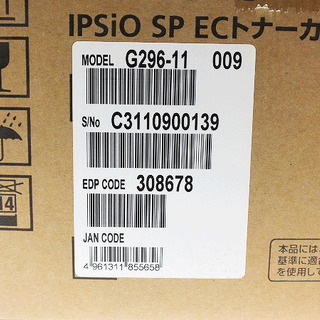 IPSiO SP ECトナーカ
MODEL G296-11 009
S/No C3110900139
EDP CODE 308678
JAN CODE
4 961311 855658
14
本品には
基準に適合
を使用して